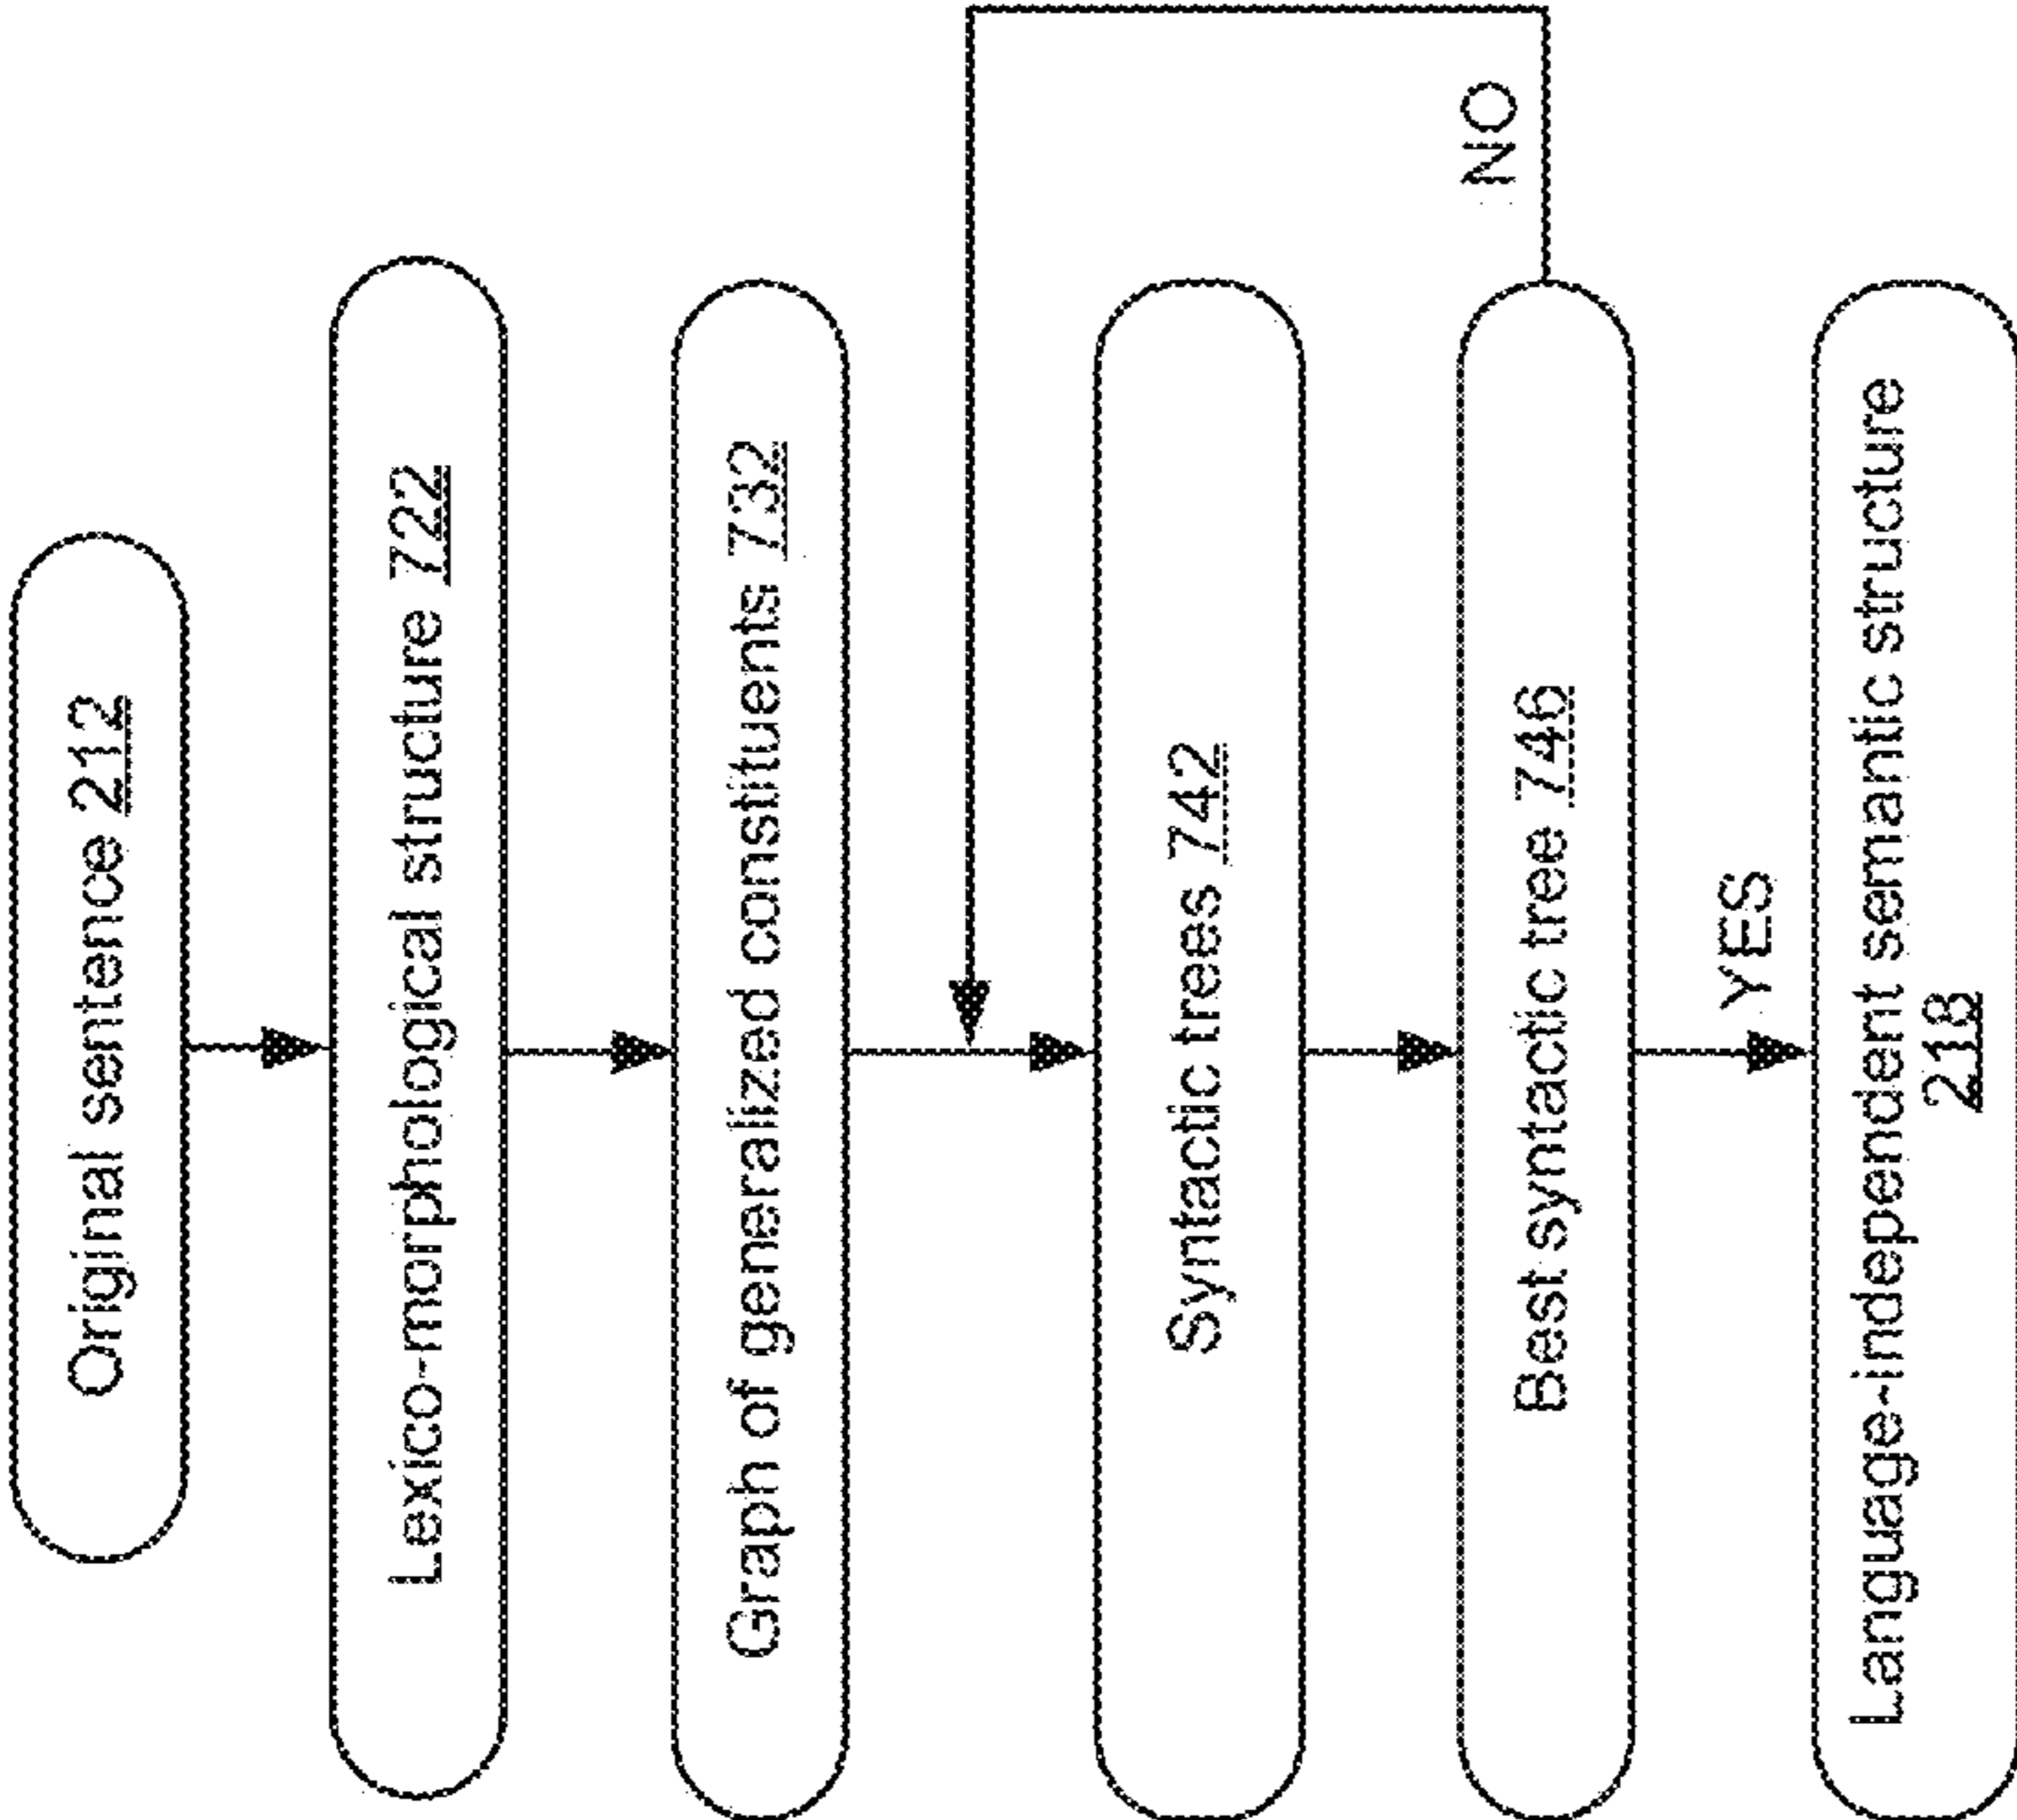 Original sentence 212
Lexico-morphological structure 722
Graph of generalized constituents 732
Syntactic trees 742
Best syntactic tree 746
NO
YES
Language-independent semantic structure
218